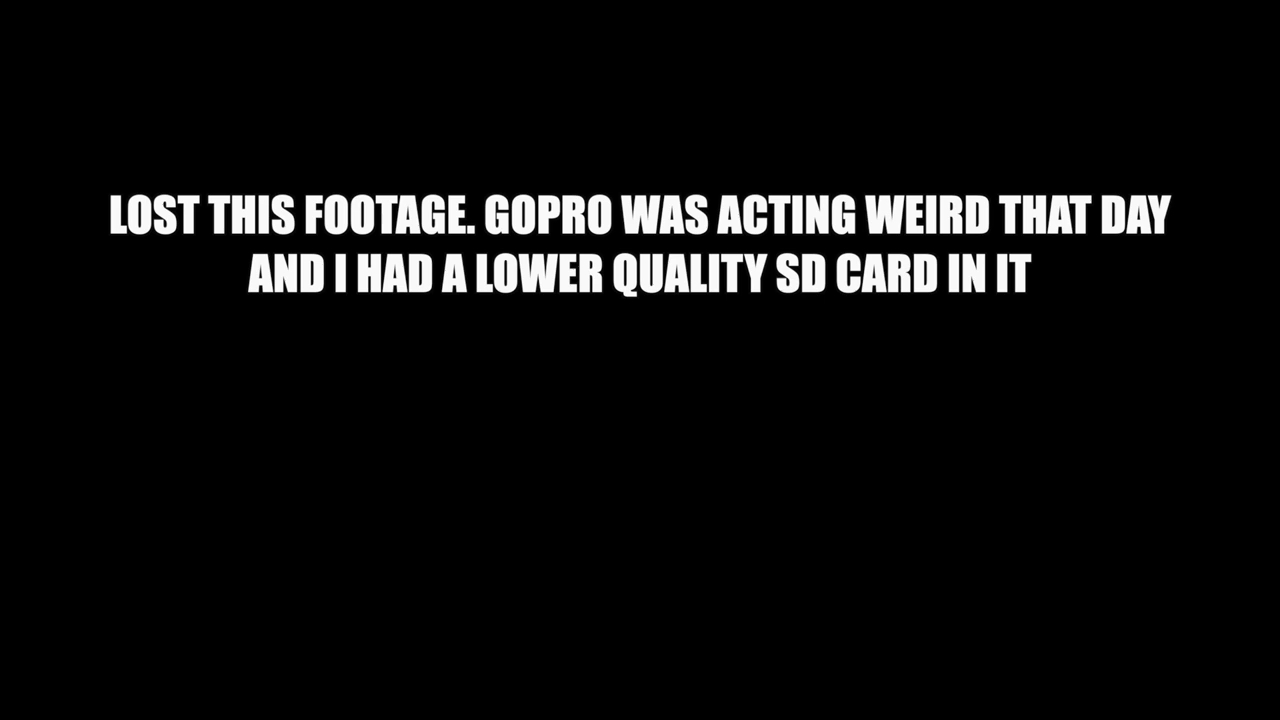 LOST THIS FOOTAGE. GOPRO WAS ACTING WEIRD THAT DAY
AND I HAD A LOWER QUALITY SD CARD IN IT